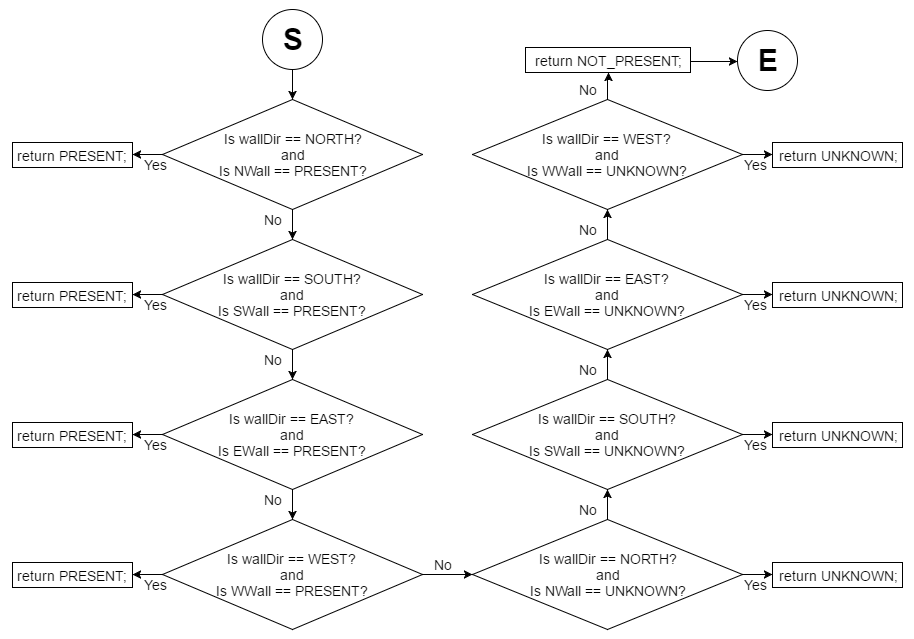 S
Is wallDir == NORTH?
and
Is NWall == PRESENT?
Yes
return PRESENT;
No
Is wallDir == SOUTH?
and
Is SWall == PRESENT?
Yes
return PRESENT;
No
Is wallDir == EAST?
and
Is EWall == PRESENT?
Yes
return PRESENT;
No
Is wallDir == WEST?
and
Is WWall == PRESENT?
Yes
return PRESENT;
No
Is wallDir == NORTH?
and
Is NWall == UNKNOWN?
Yes
return UNKNOWN;
No
Is wallDir == SOUTH?
and
Is SWall == UNKNOWN?
Yes
return UNKNOWN;
No
Is wallDir == EAST?
and
Is EWall == UNKNOWN?
Yes
return UNKNOWN;
No
Is wallDir == WEST?
and
Is WWall == UNKNOWN?
Yes
return UNKNOWN;
No
return NOT_PRESENT;
E